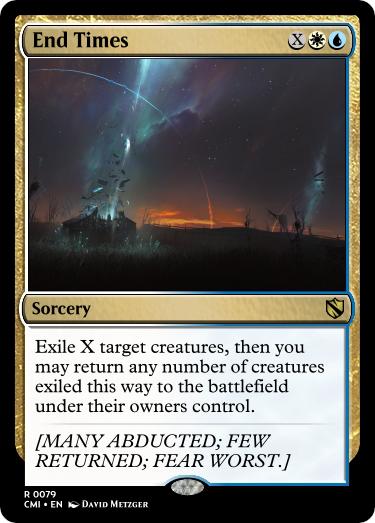 End Times X
Sorcery
Exile X target creatures, then you
may return any number of creatures
exiled this way to the battlefield
under their owners control.
[MANY ABDUCTED; FEW
RETURNED; FEAR WORST.]
R 0079
CMI • EN DAVID METZGER